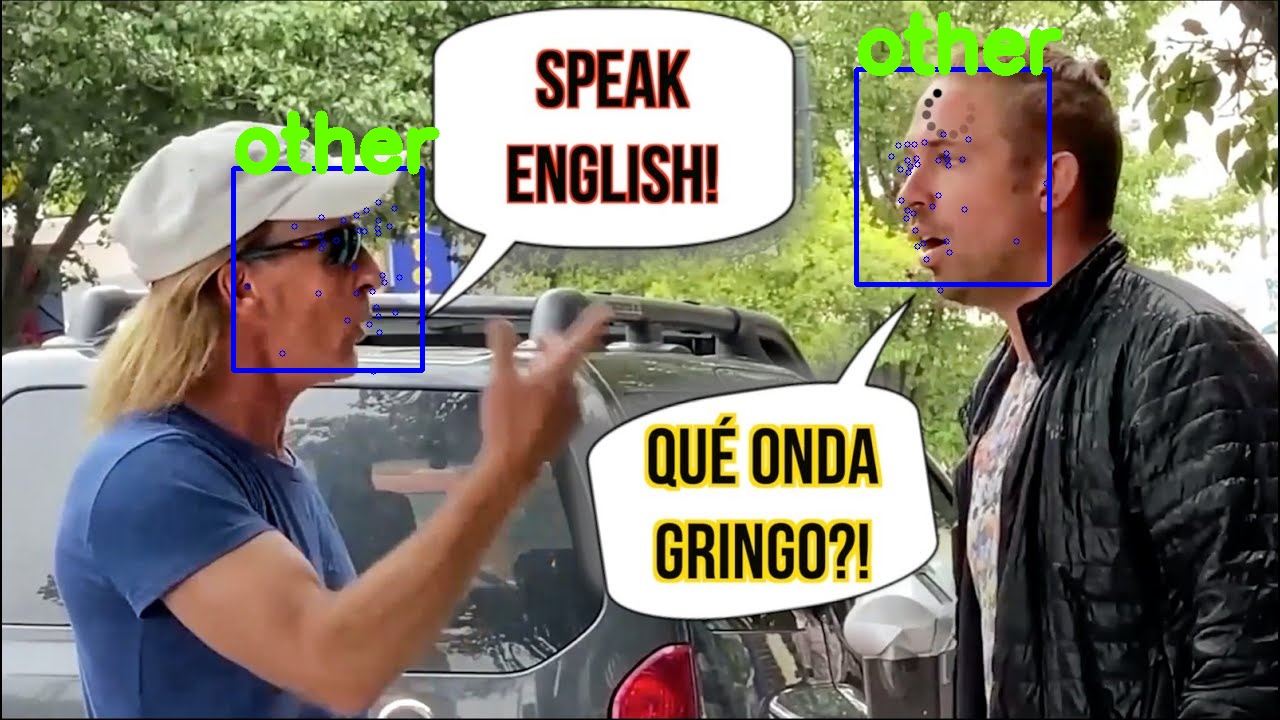 other
other
SPEAK
ENGLISH!
QUÉ ONDA
GRINGO?!